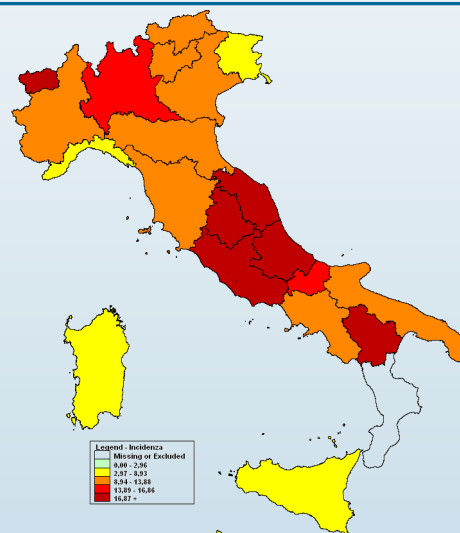 Legend - Incidenza
Missing or Excluded
0,00 - 2,96
2,97 - 8,93
8,94 - 13,88
13,89 - 16,86
16,87 +